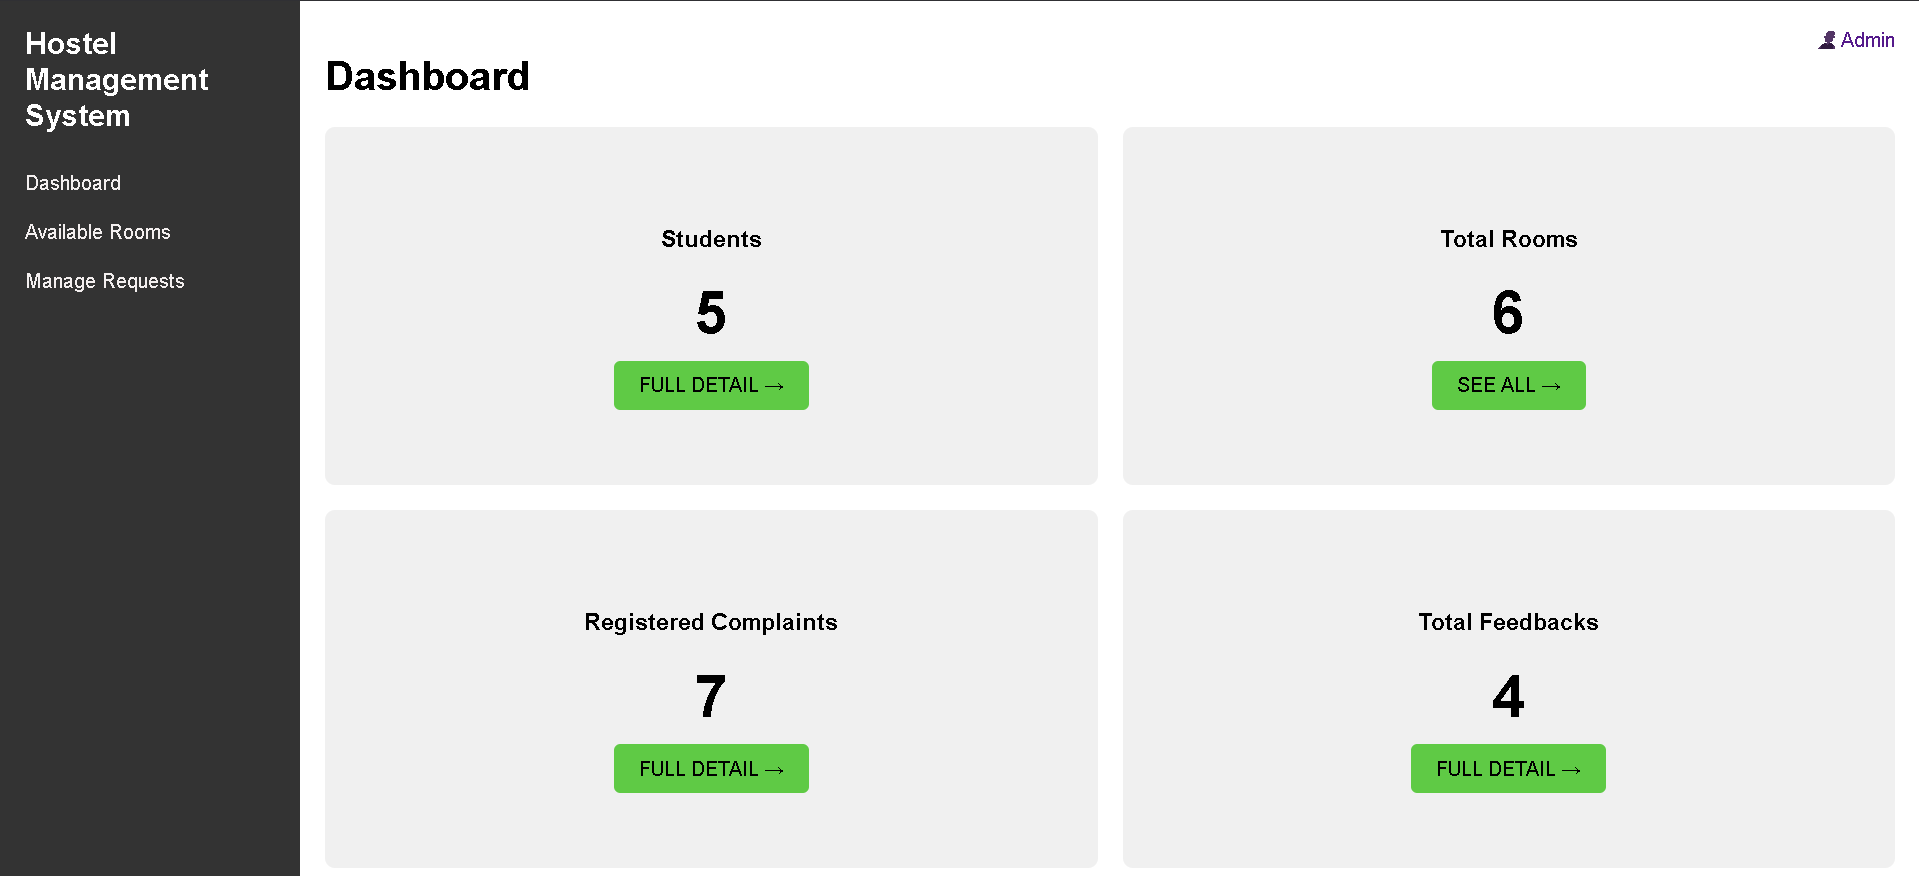 Hostel
Management
System
Dashboard
Available Rooms
Manage Requests
Admin
Dashboard
Students
5
FULL DETAIL →
Total Rooms
6
SEE ALL →
Registered Complaints
7
FULL DETAIL →
Total Feedbacks
4
FULL DETAIL →